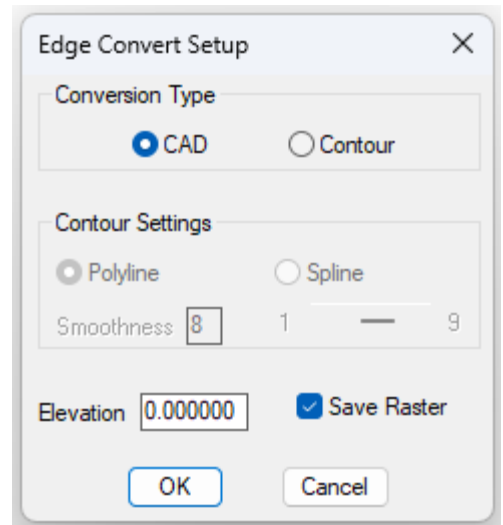 Edge Convert Setup
Conversion Type
CAD Contour
Contour Settings
Polyline Spline
Smoothness 8 1 9
Elevation 0.000000 Save Raster
OK Cancel